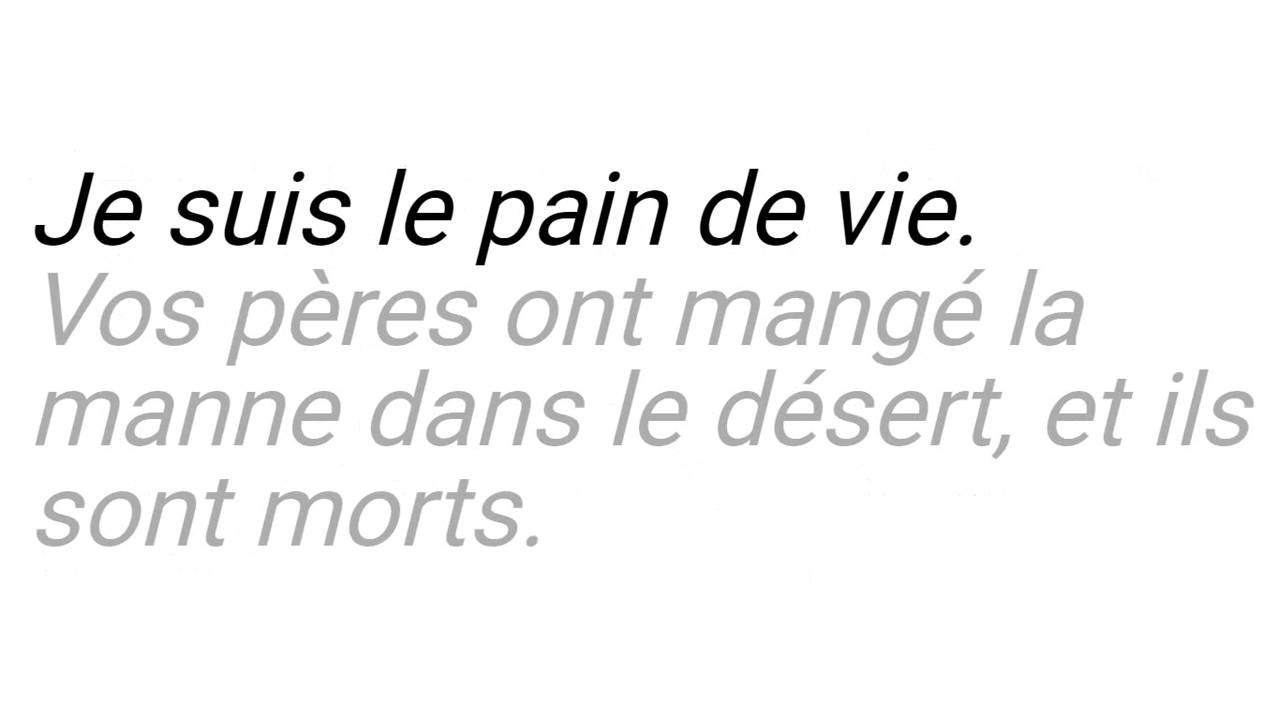 Je suis le pain de vie.
Vos pères ont mangé la
manne dans le désert, et ils
sont morts.